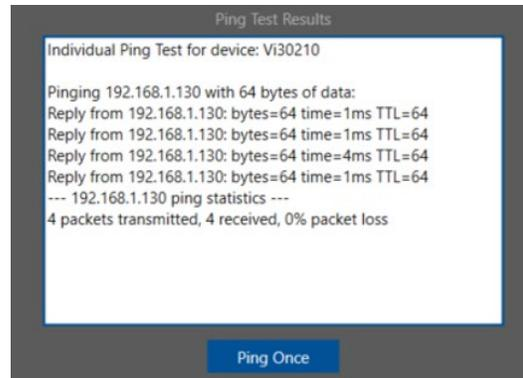 Ping Test Results
Individual Ping Test for device: Vi30210
Pinging 192.168.1.130 with 64 bytes of data:
Reply from 192.168.1.130: bytes=64 time=1ms TTL=64
Reply from 192.168.1.130: bytes=64 time=1ms TTL=64
Reply from 192.168.1.130: bytes=64 time=4ms TTL=64
Reply from 192.168.1.130: bytes=64 time=1ms TTL=64
--- 192.168.1.130 ping statistics ---
4 packets transmitted, 4 received, 0% packet loss
Ping Once